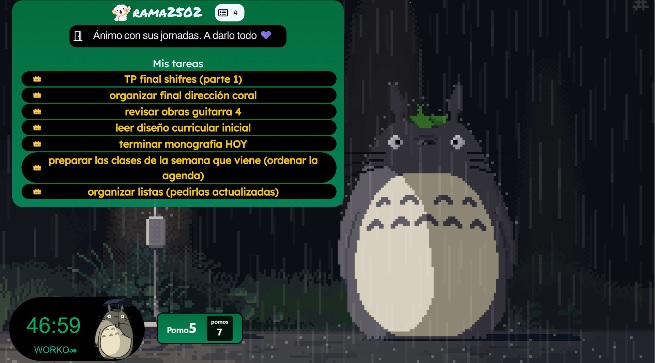 rama2502
4
Ánimo con sus jornadas. A darlo todo 💜
Mis tareas
TP final shifres (parte 1)
organizar final dirección coral
revisar obras guitarra 4
leer diseño curricular inicial
terminar monografía HOY
preparar las clases de la semana que viene (ordenar la
agenda)
organizar listas (pedirlas actualizadas)
46:59
WORK
Pomo5
pomos
7